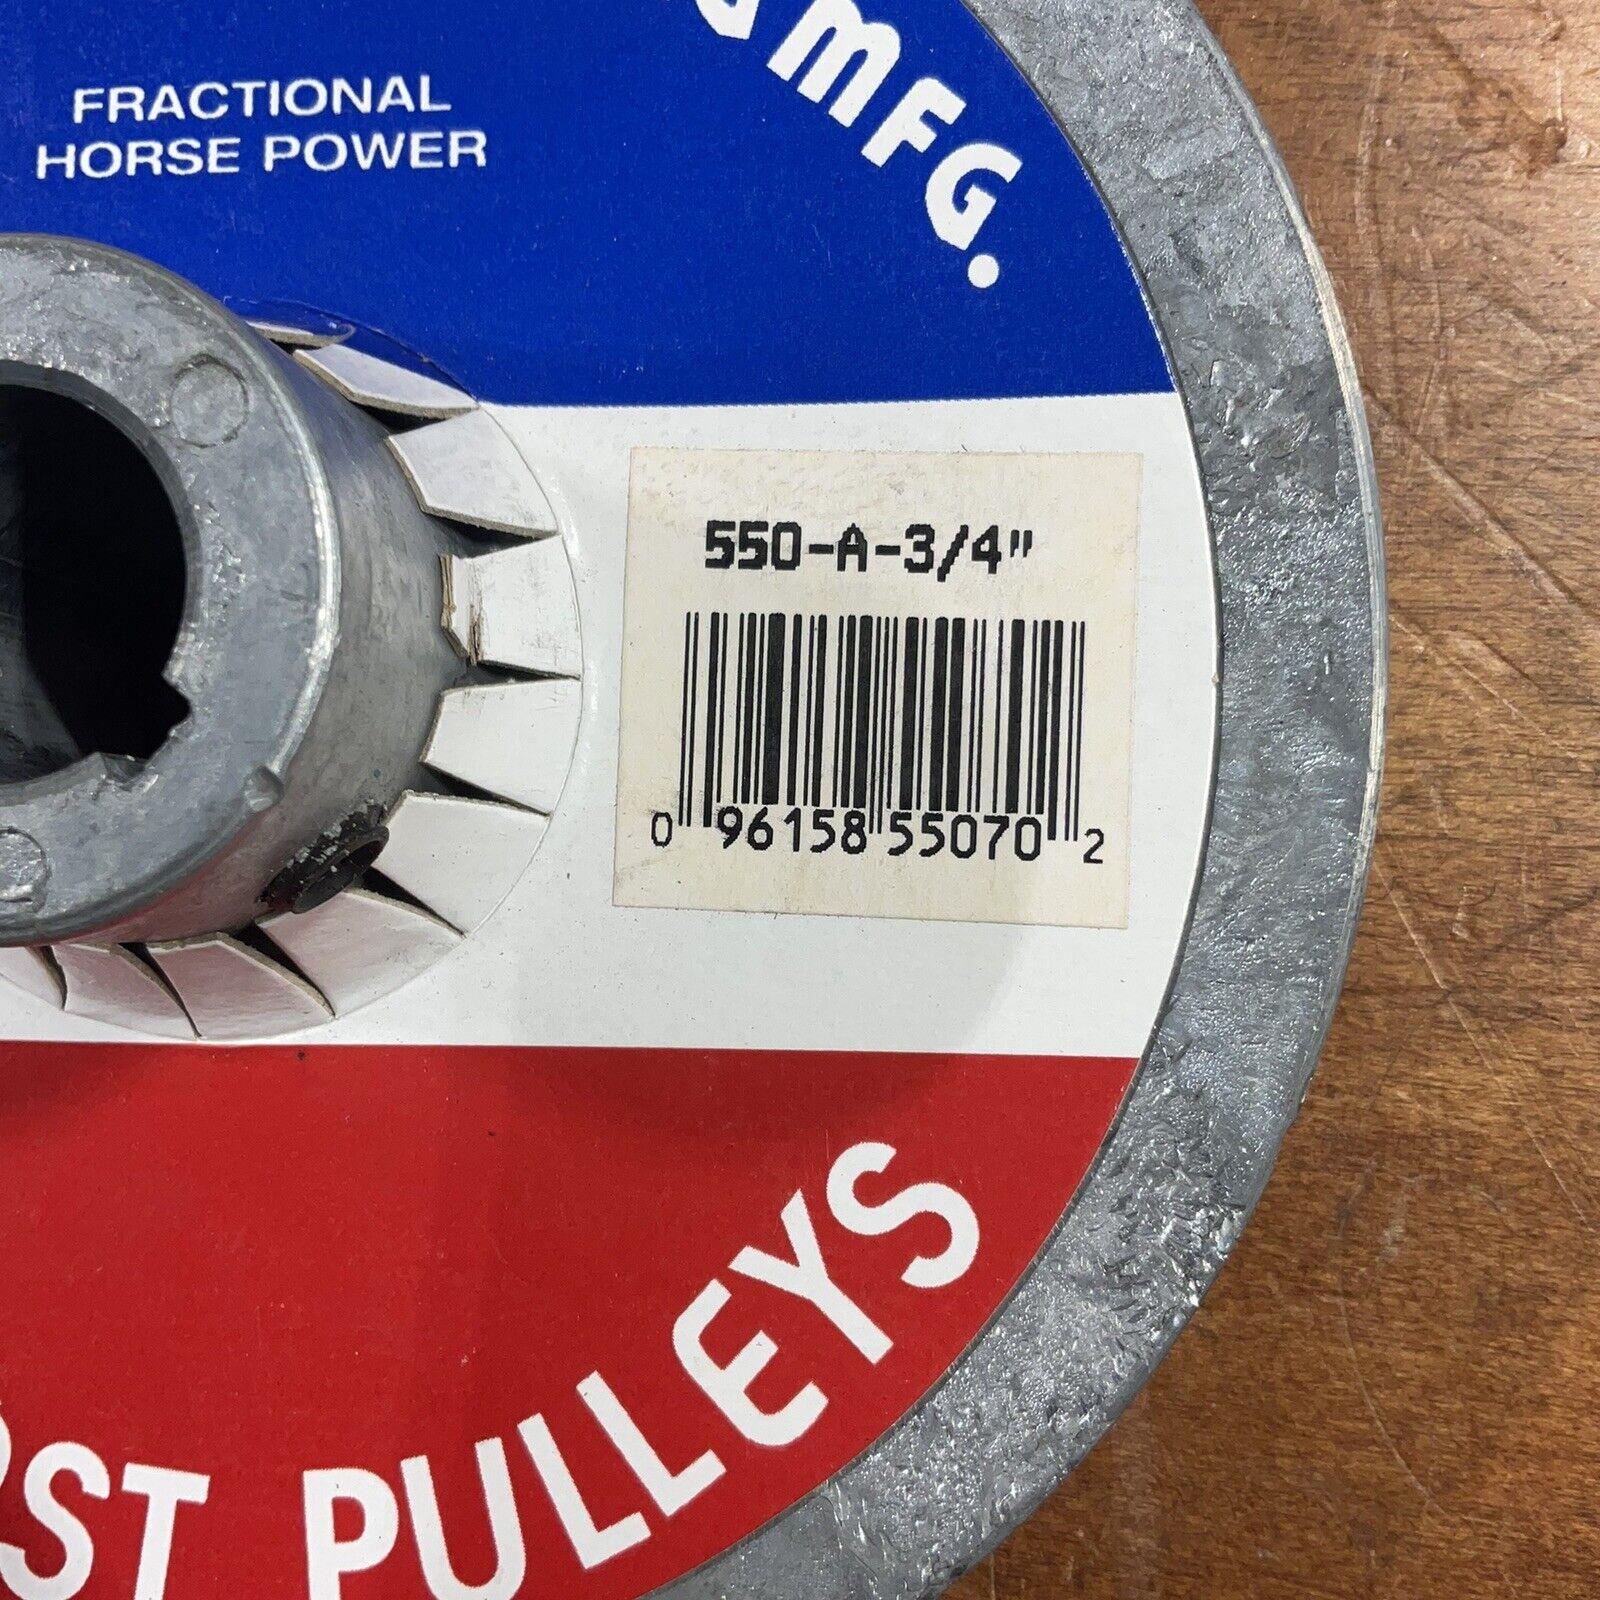 MFG.
FRACTIONAL
HORSE POWER
550-A-3/4"
0 96158 55070 2
PULLEYS